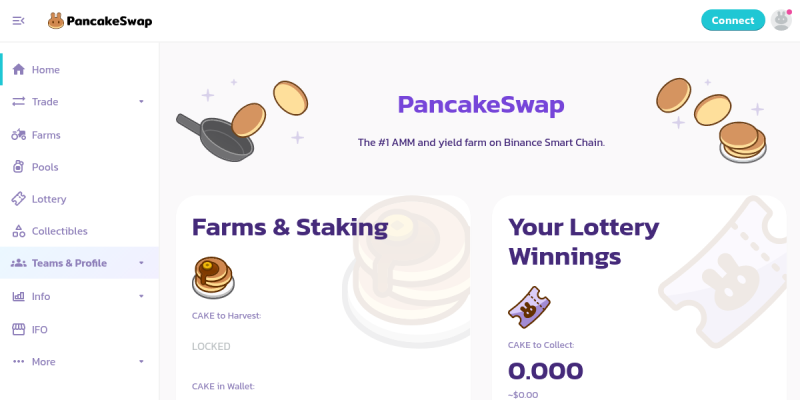 PancakeSwap
Connect
Home
Trade
Farms
Pools
Lottery
Collectibles
Teams & Profile
Info
IFO
More
PancakeSwap
The #1 AMM and yield farm on Binance Smart Chain.
Farms & Staking
CAKE to Harvest:
LOCKED
CAKE in Wallet:
Your Lottery
Winnings
CAKE to Collect:
0.000
~$0.00